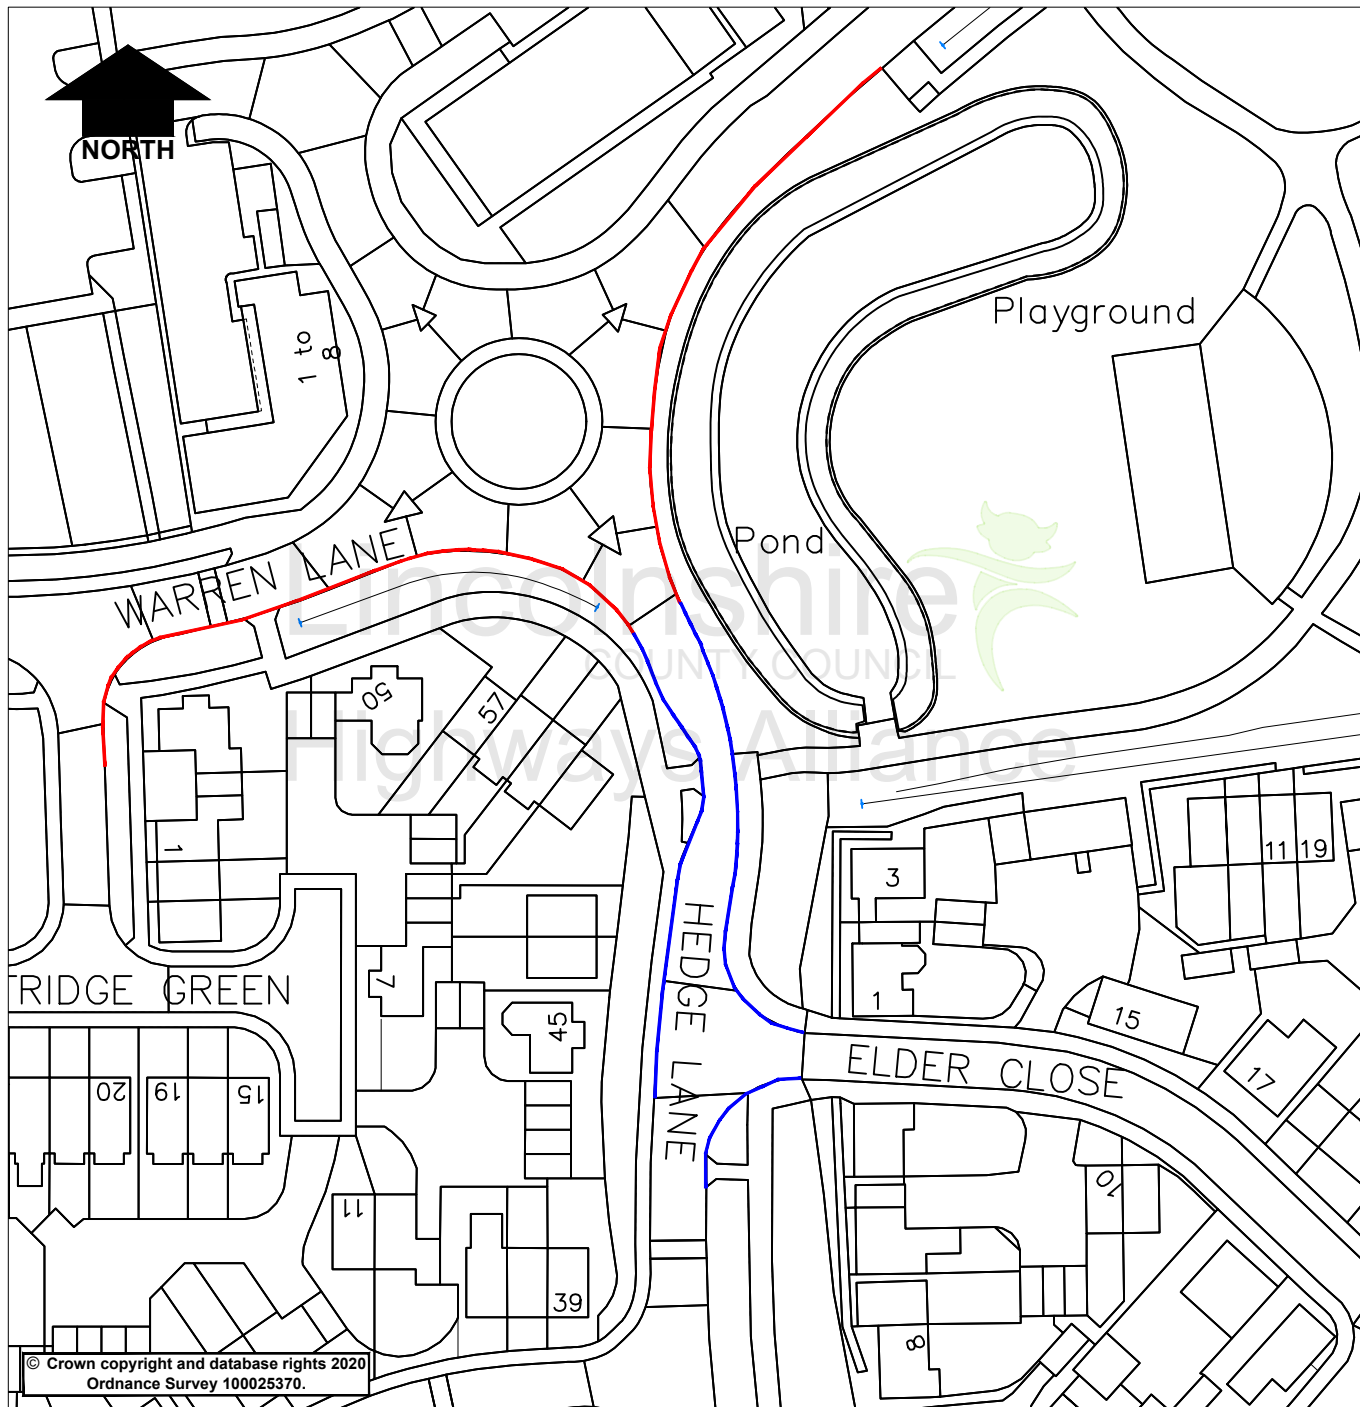 NORTH
1 to 8
Playground
Pond
WARREN LANE
Lincolnshire
COUNTY COUNCIL
Highways Alliance
50
57
1
3
11 19
HEDGE LANE
TRIDGE GREEN
7
1
15
45
ELDER CLOSE
17
20
19
15
11
10
39
8
© Crown copyright and database rights 2020
Ordnance Survey 100025370.